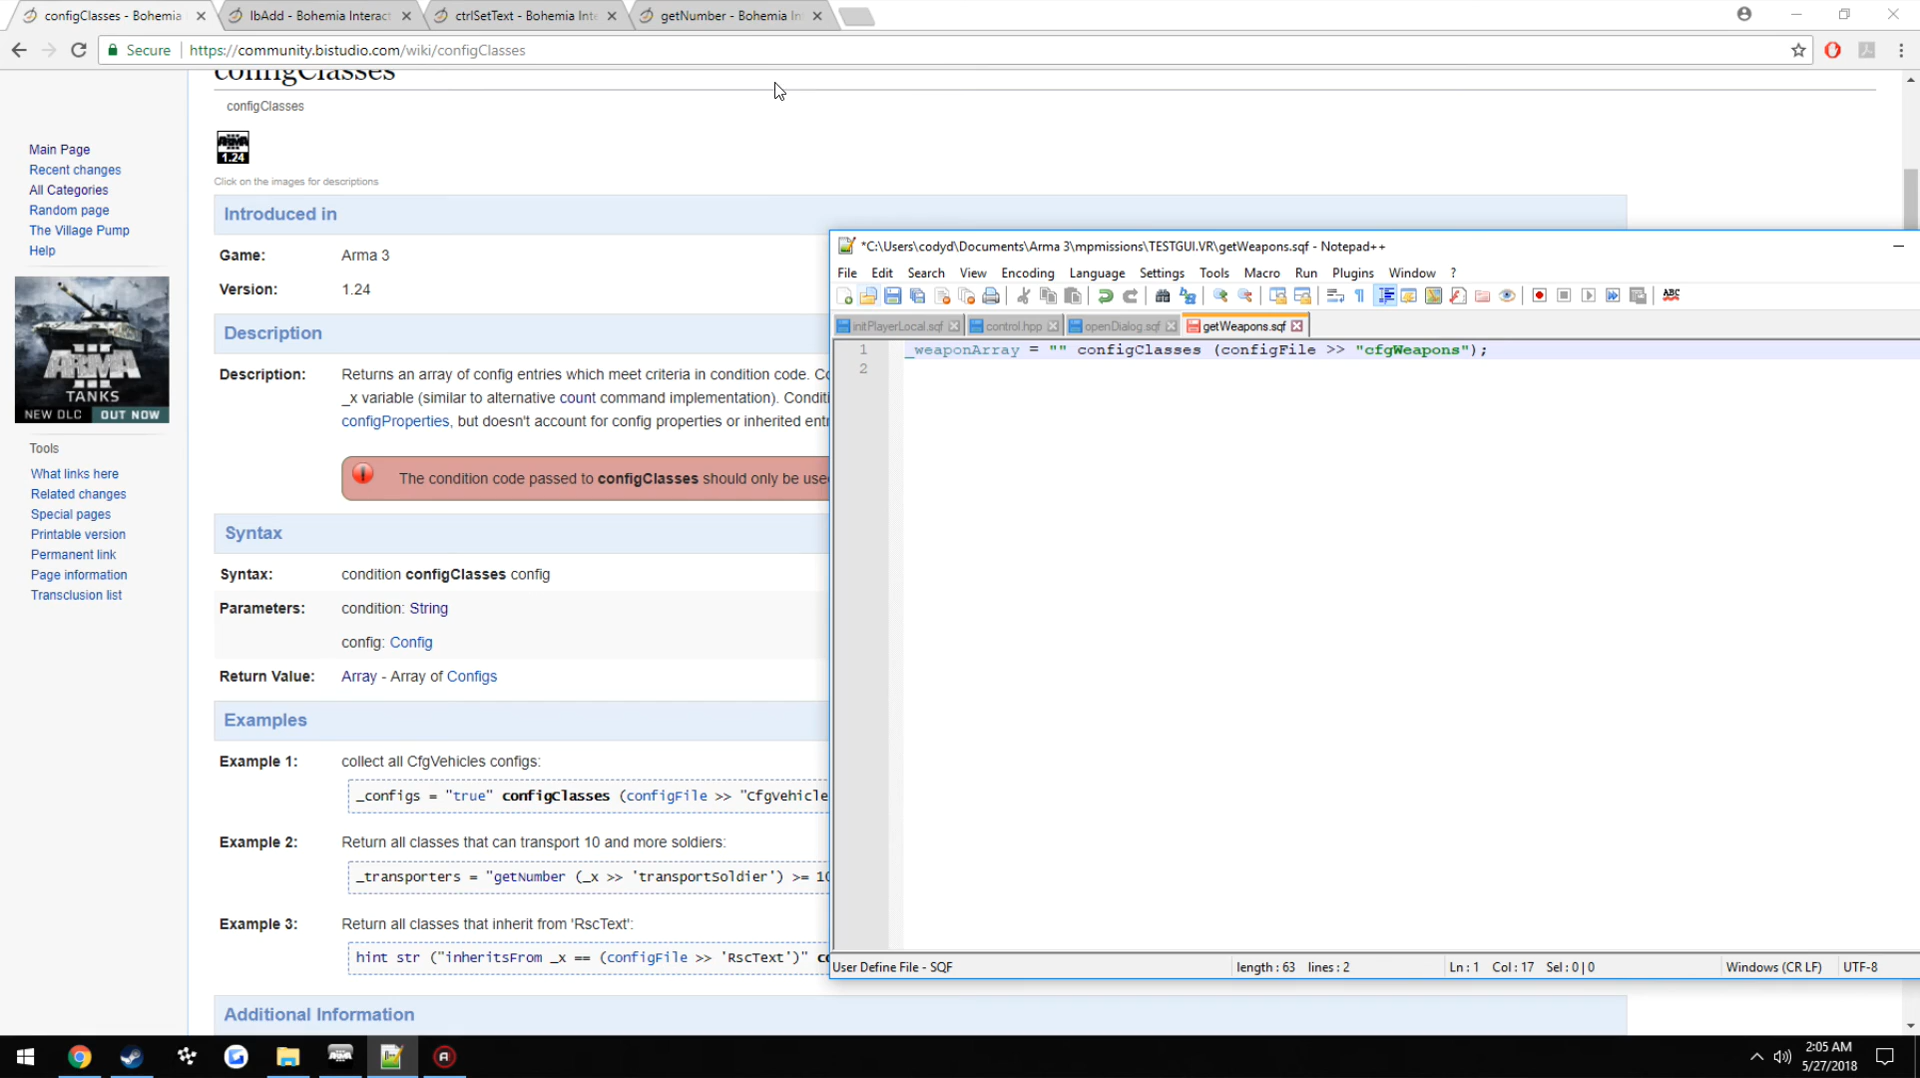 configClasses - Bohemia
lbAdd - Bohemia Interact
ctrlSetText - Bohemia Inte
getNumber - Bohemia In
Secure
https://community.bistudio.com/wiki/configClasses
configClasses
configClasses
ARMA
1.24
Click on the images for descriptions
Main Page
Recent changes
All Categories
Random page
The Village Pump
Help
ARMA
III
TANKS
NEW DLC OUT NOW
Tools
What links here
Related changes
Special pages
Printable version
Permanent link
Page information
Transclusion list
Introduced in
Game: Arma 3
Version: 1.24
Description
Description: Returns an array of config entries which meet criteria in condition code. Co
_x variable (similar to alternative count command implementation). Conditi
configProperties, but doesn't account for config properties or inherited entr
The condition code passed to configClasses should only be use
Syntax
Syntax: condition configClasses config
Parameters: condition: String
config: Config
Return Value: Array - Array of Configs
Examples
Example 1: collect all CfgVehicles configs:
_configs = "true" configClasses (configFile >> "CfgVehicle
Example 2: Return all classes that can transport 10 and more soldiers:
_transporters = "getNumber (_x >> 'transportSoldier') >= 10
Example 3: Return all classes that inherit from 'RscText':
hint str ("inheritsFrom _x == (configFile >> 'RscText')" co
Additional Information
*C:\Users\codyd\Documents\Arma 3\mpmissions\TESTGUI.VR\getWeapons.sqf - Notepad++
File Edit Search View Encoding Language Settings Tools Macro Run Plugins Window ?
ABC
initPlayerLocal.sqf control.hpp openDialog.sqf getWeapons.sqf
1 _weaponArray = "" configClasses (configFile >> "cfgWeapons");
2
User Define File - SQF length : 63 lines : 2 Ln : 1 Col : 17 Sel : 0 | 0 Windows (CR LF) UTF-8
2:05 AM
5/27/2018